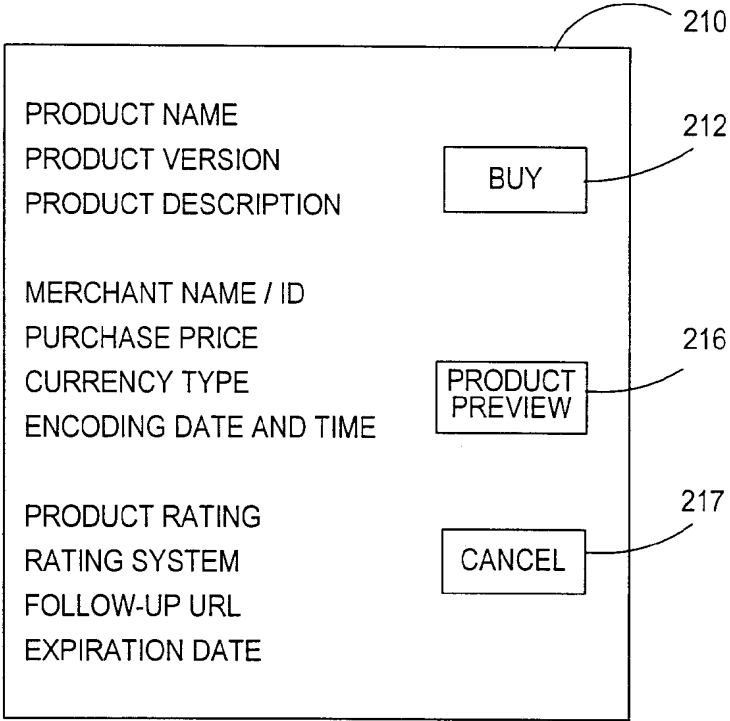 210
PRODUCT NAME
212
PRODUCT VERSION
BUY
PRODUCT DESCRIPTION
MERCHANT NAME / ID
PURCHASE PRICE
216
CURRENCY TYPE
PRODUCT
PREVIEW
ENCODING DATE AND TIME
PRODUCT RATING
217
RATING SYSTEM
CANCEL
FOLLOW-UP URL
EXPIRATION DATE